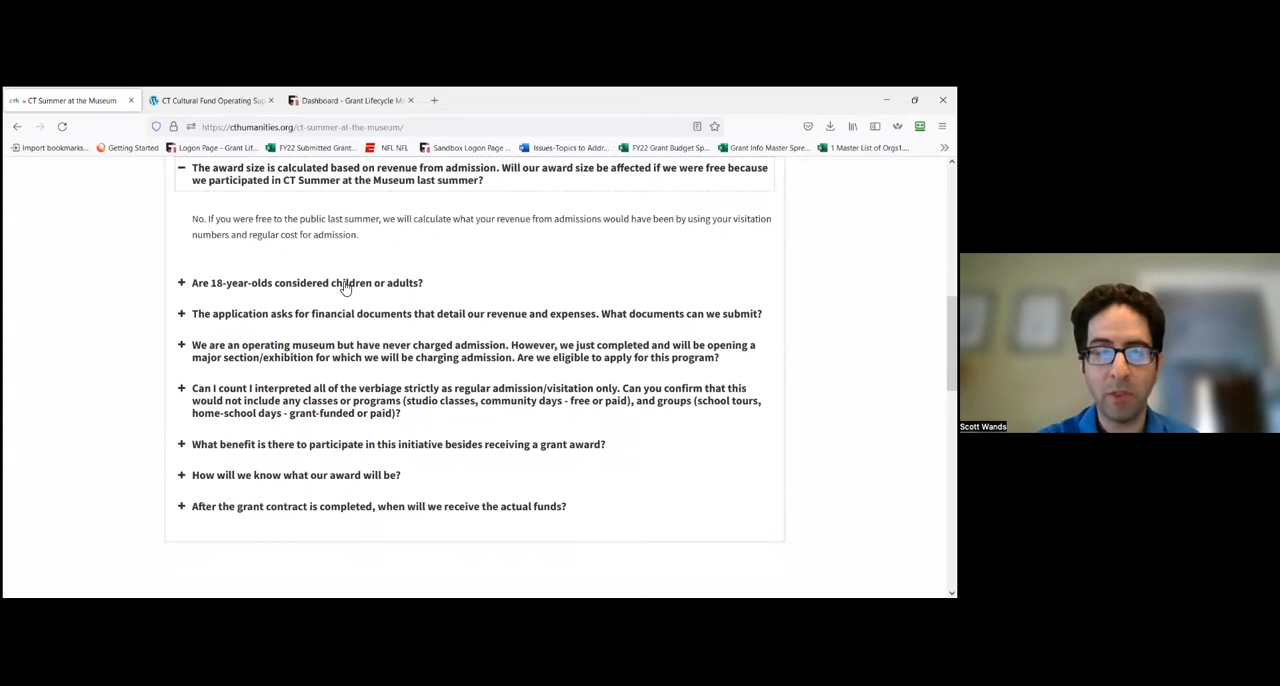 cth » CT Summer at the Museum
CT Cultural Fund Operating Sup
Dashboard - Grant Lifecycle M
https://cthumanities.org/ct-summer-at-the-museum/
Import bookmarks...
Getting Started
Logon Page - Grant Lif...
FY22 Submitted Grant...
NFL NFL
Sandbox Logon Page ...
Issues-Topics to Addr...
FY22 Grant Budget Sp...
Grant Info Master Spre...
1 Master List of Orgs1....
The award size is calculated based on revenue from admission. Will our award size be affected if we were free because
we participated in CT Summer at the Museum last summer?
No. If you were free to the public last summer, we will calculate what your revenue from admissions would have been by using your visitation
numbers and regular cost for admission.
Are 18-year-olds considered children or adults?
The application asks for financial documents that detail our revenue and expenses. What documents can we submit?
We are an operating museum but have never charged admission. However, we just completed and will be opening a
major section/exhibition for which we will be charging admission. Are we eligible to apply for this program?
Can I count I interpreted all of the verbiage strictly as regular admission/visitation only. Can you confirm that this
would not include any classes or programs (studio classes, community days - free or paid), and groups (school tours,
home-school days - grant-funded or paid)?
What benefit is there to participate in this initiative besides receiving a grant award?
How will we know what our award will be?
After the grant contract is completed, when will we receive the actual funds?
Scott Wands